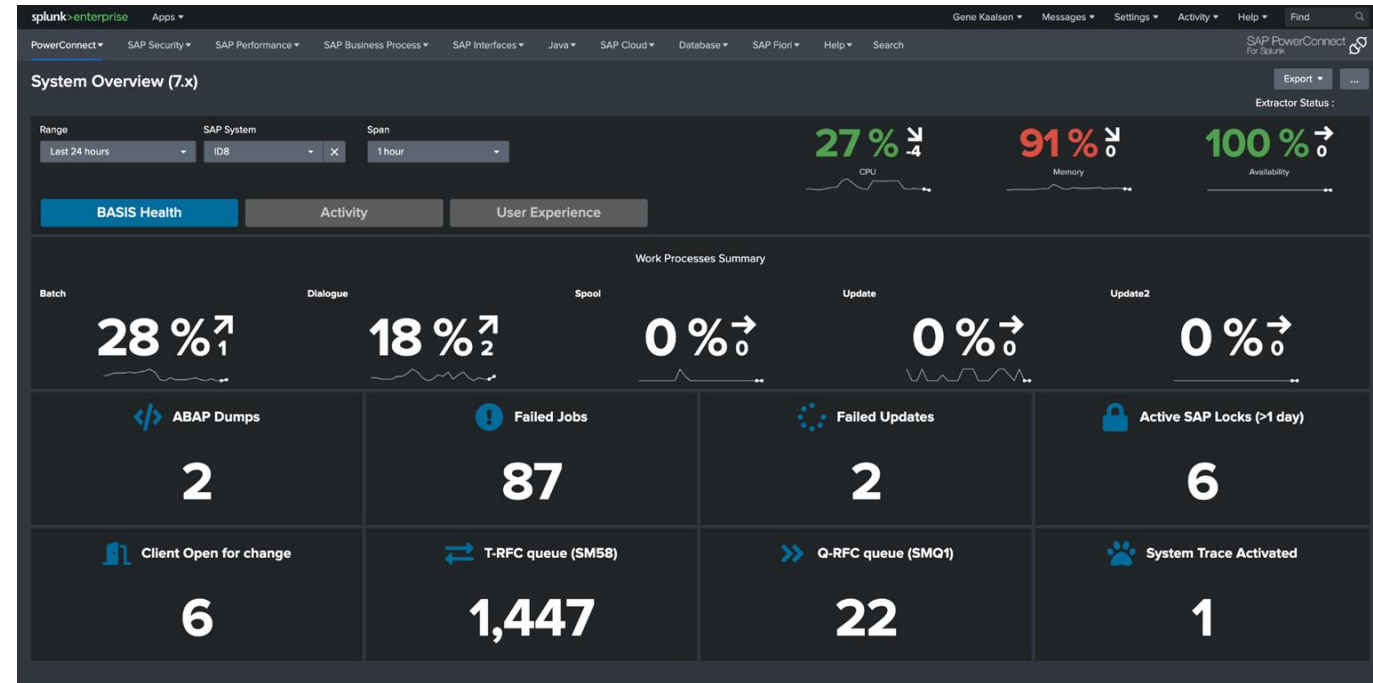 splunk>enterprise Apps Gene Kaalsen Messages Settings Activity Help Find
PowerConnect SAP Security SAP Performance SAP Business Process SAP Interfaces Java SAP Cloud Database SAP Fiori Help Search SAP PowerConnect
For Splunk
System Overview (7.x) Export ...
Extractor Status :
Range SAP System Span
Last 24 hours ID8 X 1 hour
27 % -4 91 % 0 100 % 0
CPU Memory Availability
BASIS Health Activity User Experience
Work Processes Summary
Batch Dialogue Spool Update Update2
28 % 1 18 % 2 0 % 0 0 % 0 0 % 0
</> ABAP Dumps ! Failed Jobs Failed Updates Active SAP Locks (>1 day)
2 87 2 6
Client Open for change T-RFC queue (SM58) Q-RFC queue (SMQ1) System Trace Activated
6 1,447 22 1